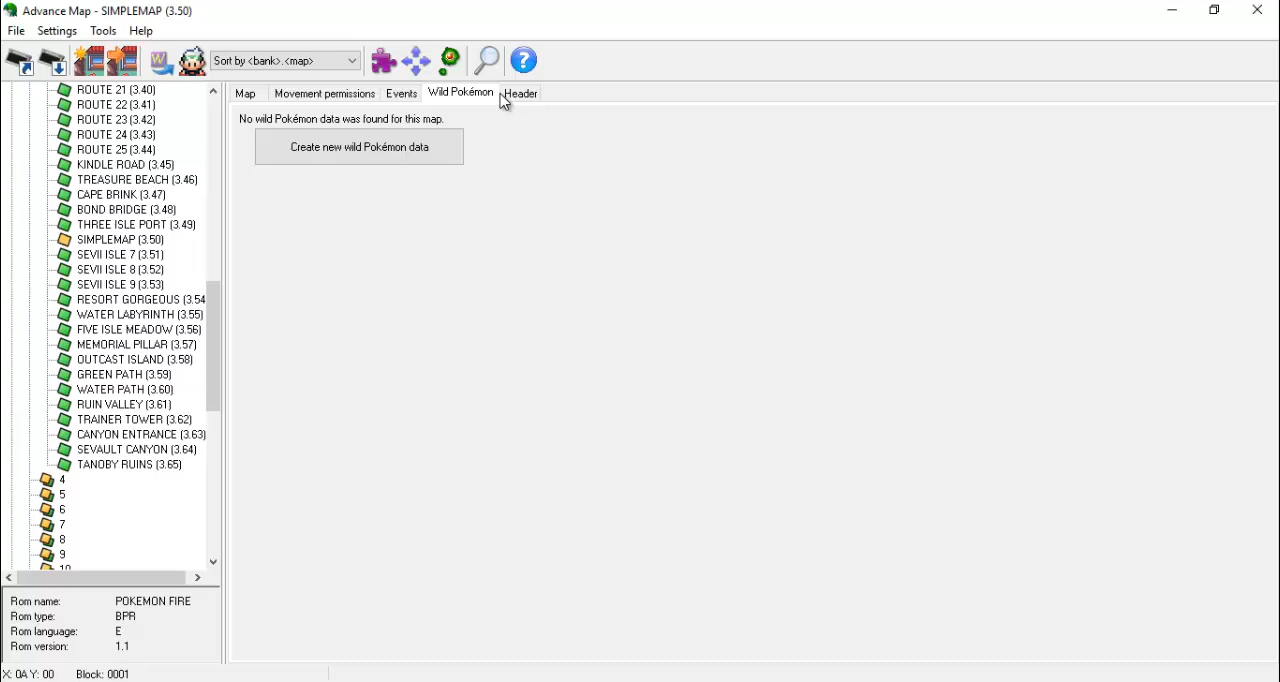 Advance Map - SIMPLEMAP (3.50)
File Settings Tools Help
Sort by <bank>.<map>
ROUTE 21 (3.40)
ROUTE 22 (3.41)
ROUTE 23 (3.42)
ROUTE 24 (3.43)
ROUTE 25 (3.44)
KINDLE ROAD (3.45)
TREASURE BEACH (3.46)
CAPE BRINK (3.47)
BOND BRIDGE (3.48)
THREE ISLE PORT (3.49)
SIMPLEMAP (3.50)
SEVII ISLE 7 (3.51)
SEVII ISLE 8 (3.52)
SEVII ISLE 9 (3.53)
RESORT GORGEOUS (3.54
WATER LABYRINTH (3.55)
FIVE ISLE MEADOW (3.56)
MEMORIAL PILLAR (3.57)
OUTCAST ISLAND (3.58)
GREEN PATH (3.59)
WATER PATH (3.60)
RUIN VALLEY (3.61)
TRAINER TOWER (3.62)
CANYON ENTRANCE (3.63)
SEVAULT CANYON (3.64)
TANOBY RUINS (3.65)
4
5
6
7
8
9
10
Rom name: POKEMON FIRE
Rom type: BPR
Rom language: E
Rom version: 1.1
Map Movement permissions Events Wild Pokémon Header
No wild Pokémon data was found for this map.
Create new wild Pokémon data
X: 0A Y: 00 Block: 0001